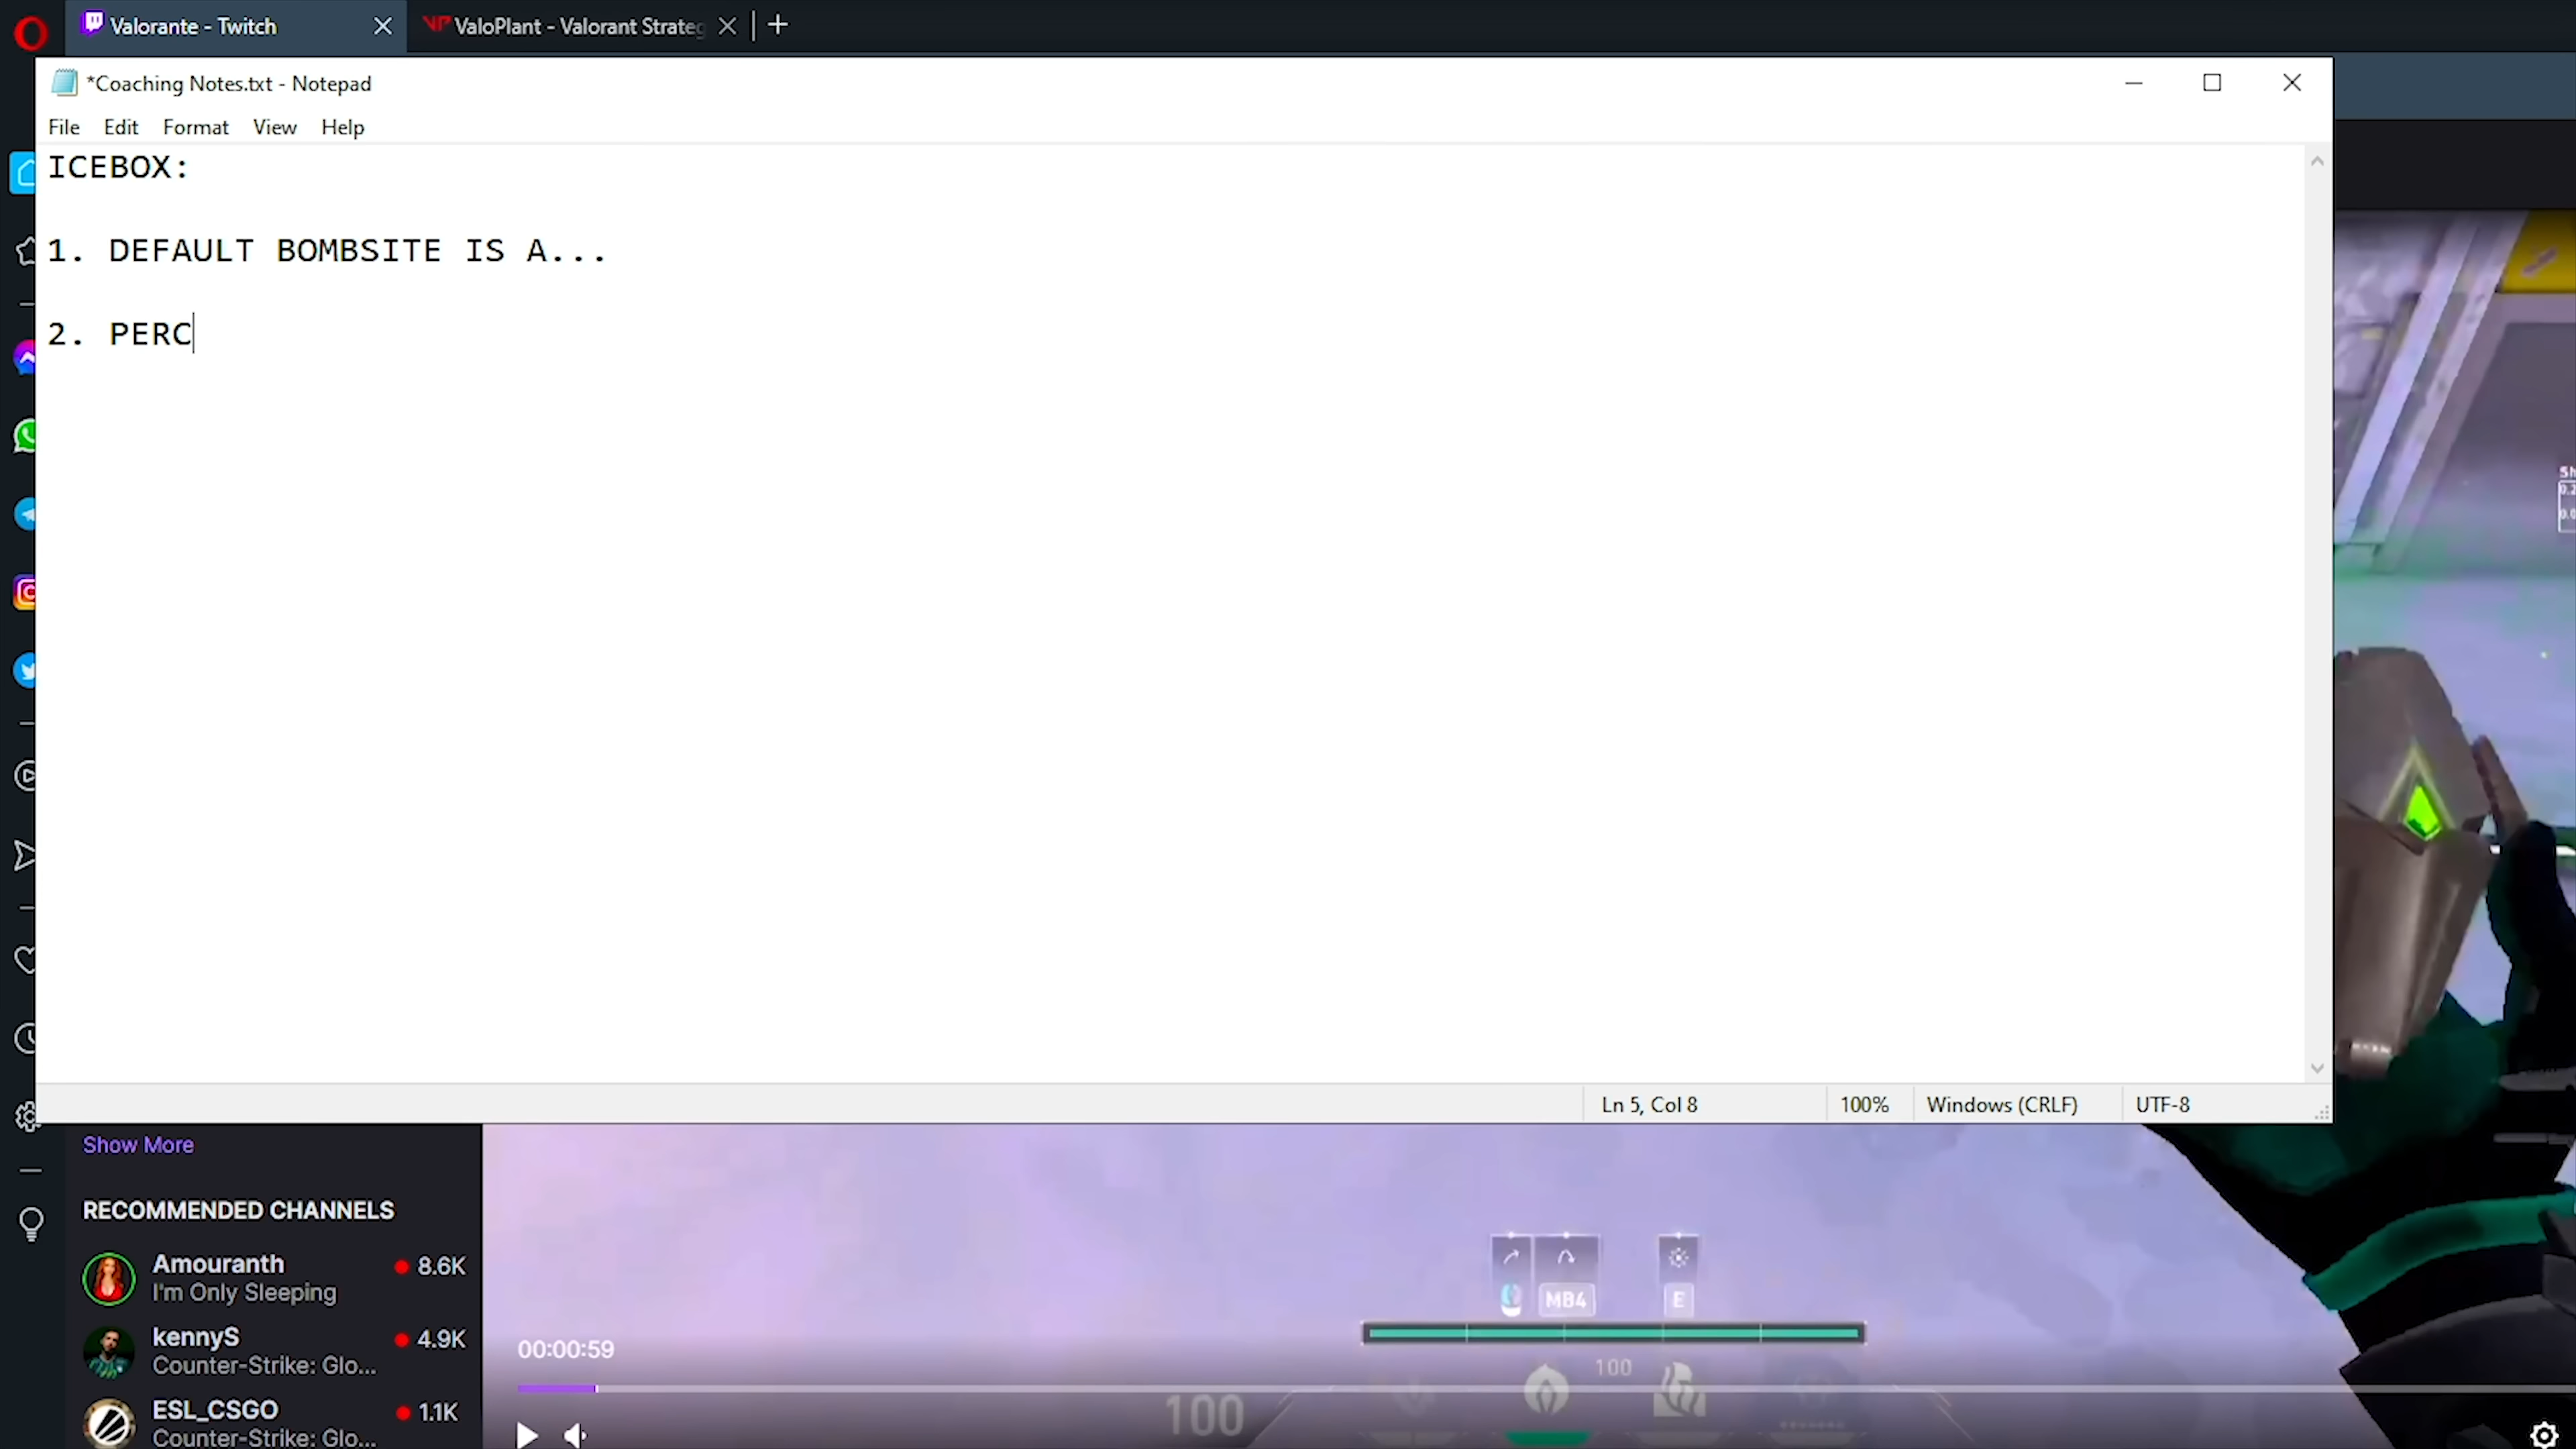 Valorante - Twitch
ValoPlant - Valorant Strateg
*Coaching Notes.txt - Notepad
File Edit Format View Help
ICEBOX:
1. DEFAULT BOMBSITE IS A...
2. PERC
Ln 5, Col 8 100% Windows (CRLF) UTF-8
Show More
RECOMMENDED CHANNELS
Amouranth 8.6K
I'm Only Sleeping
kennyS 4.9K
Counter-Strike: Glo...
ESL_CSGO 1.1K
Counter-Strike: Glo...
MB4 E
00:00:59
100
100